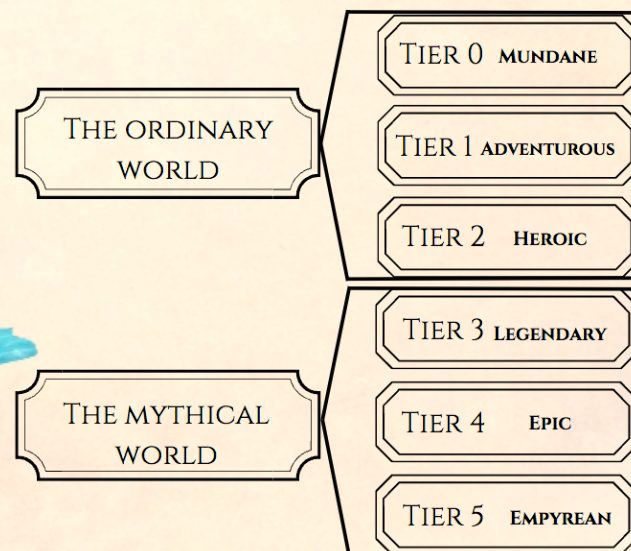 The ordinary
world
Tier 0 Mundane
Tier 1 Adventurous
Tier 2 Heroic
The mythical
world
Tier 3 Legendary
Tier 4 Epic
Tier 5 Empyrean